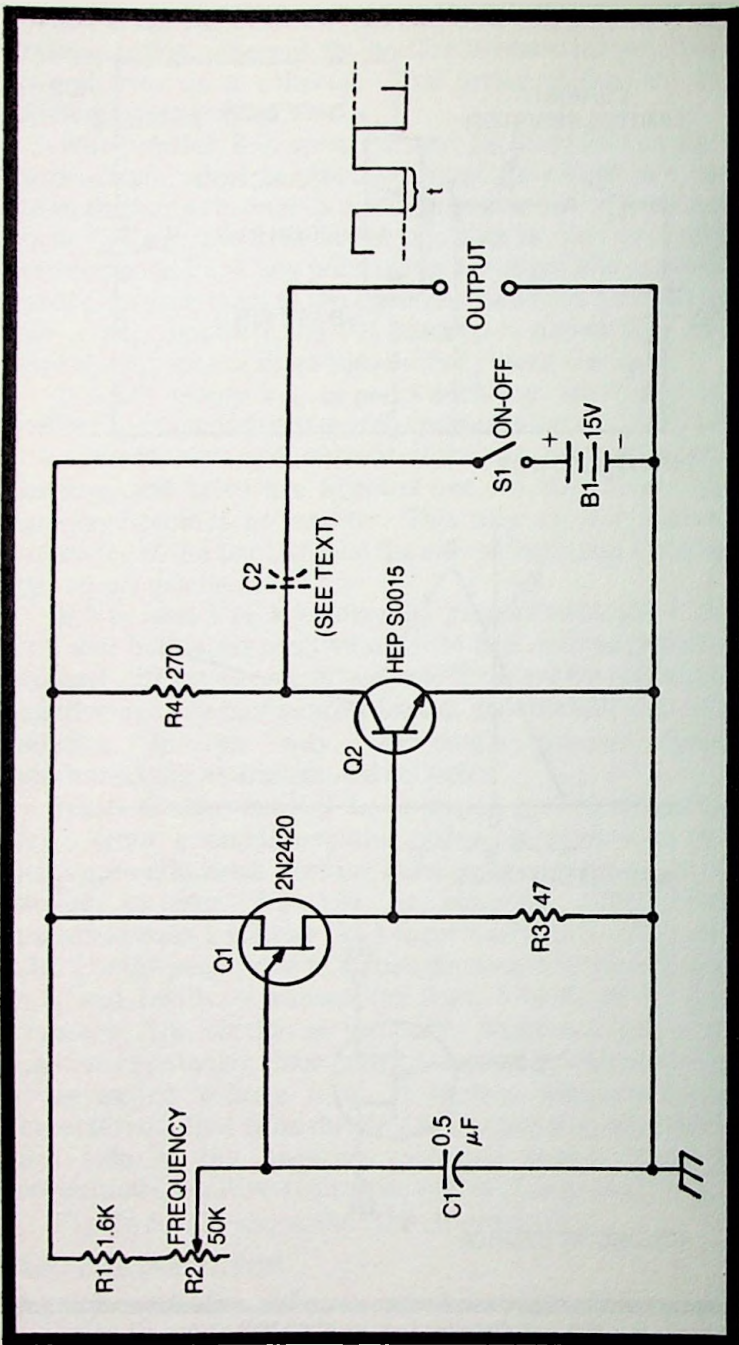 R1 1.6K
FREQUENCY
R2 50K
C1 0.5
µF
Q1
2N2420
R3 47
Q2
HEP S0015
R4 270
C2
(SEE TEXT)
S1 ON-OFF
+
B1 15V
−
OUTPUT
t